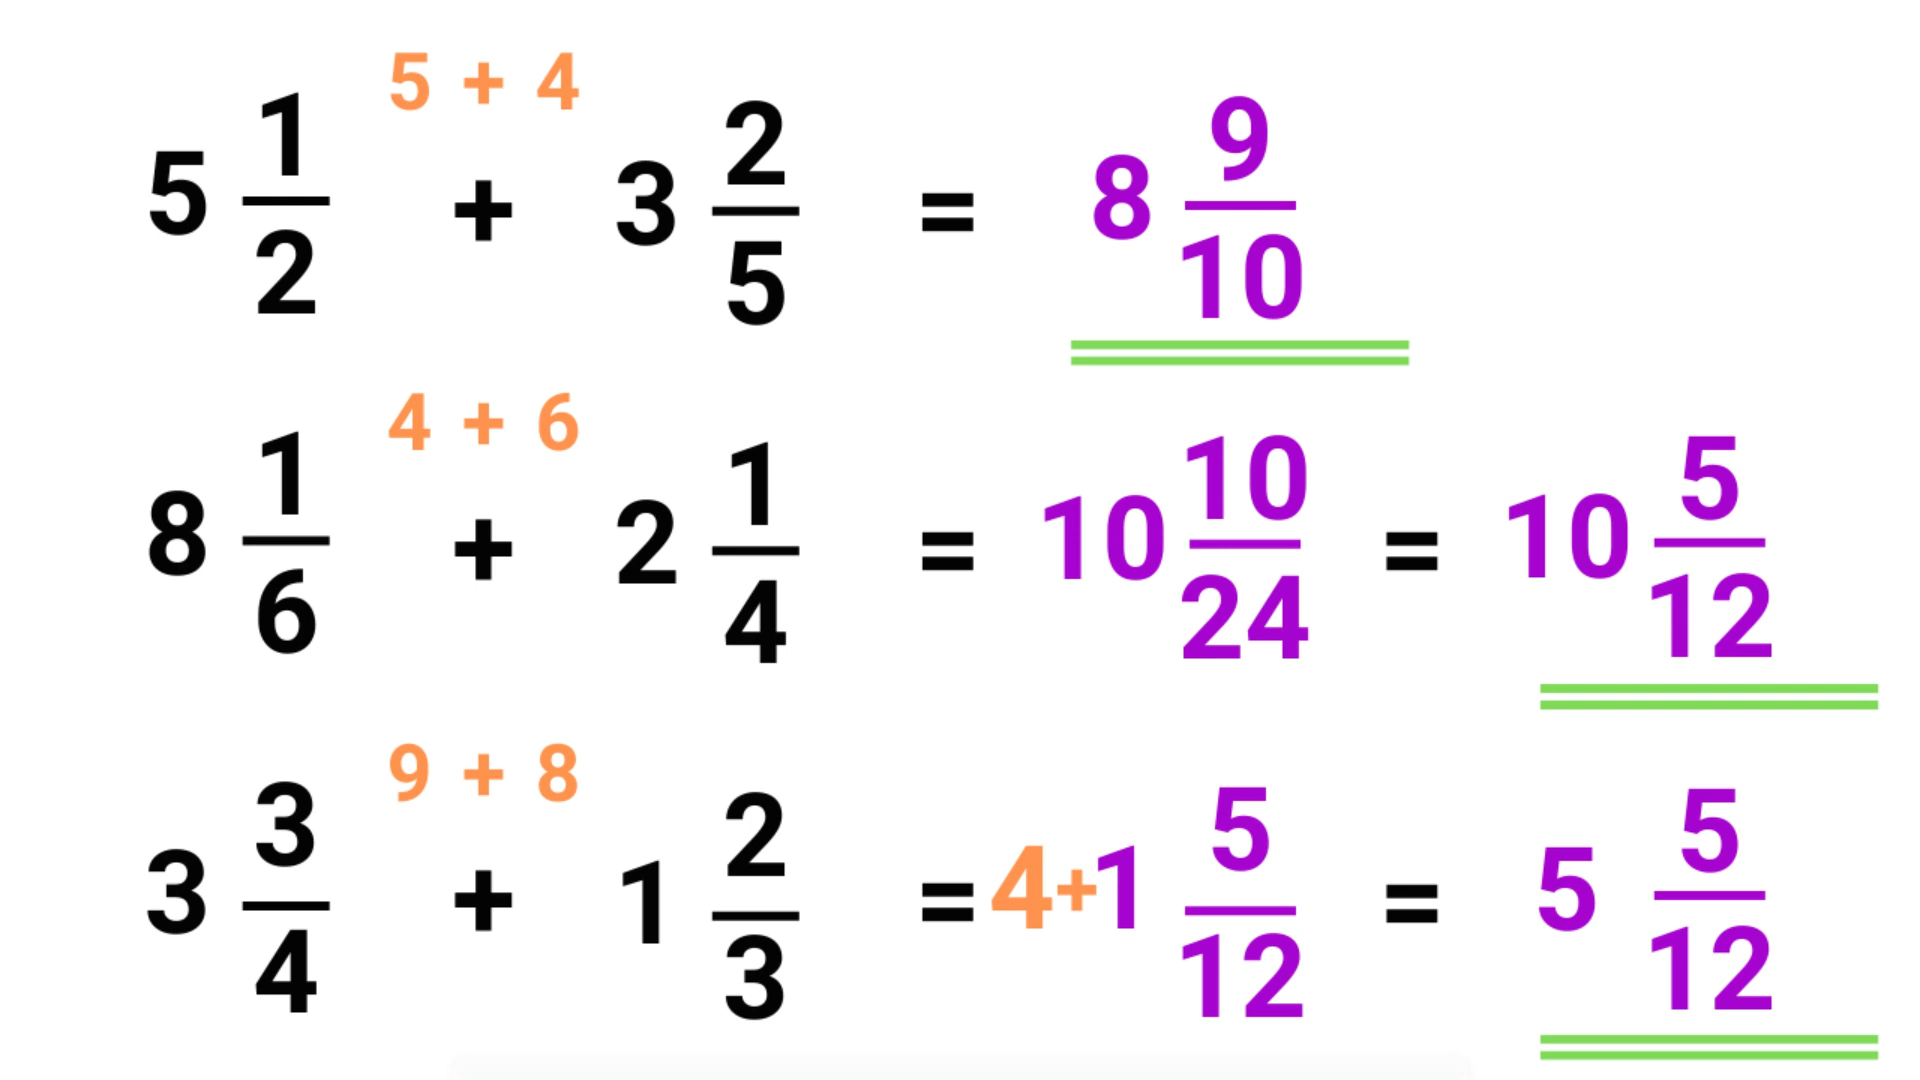 5 + 4
5 1/2 + 3 2/5 = 8 9/10
4 + 6
8 1/6 + 2 1/4 = 10 10/24 = 10 5/12
9 + 8
3 3/4 + 1 2/3 = 4+1 5/12 = 5 5/12